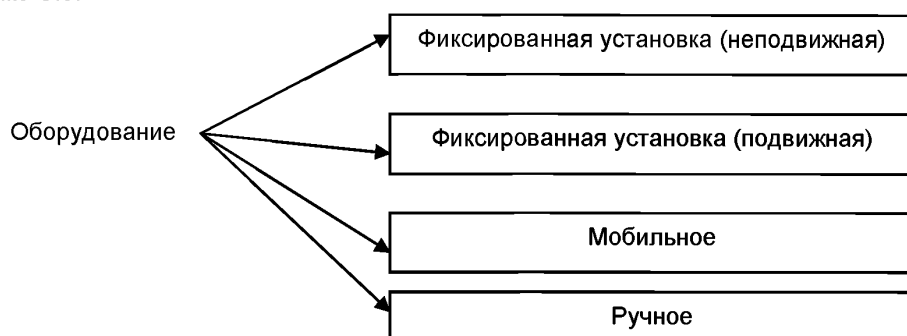 Фиксированная установка (неподвижная)
Оборудование
Фиксированная установка (подвижная)
Мобильное
Ручное